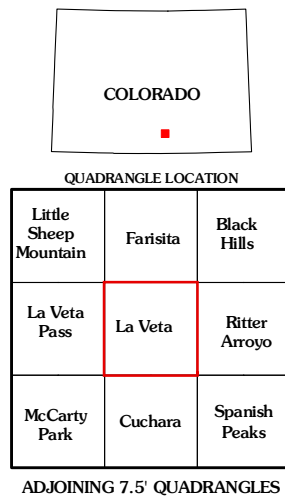 COLORADO
QUADRANGLE LOCATION
Little
Sheep
Mountain
Farisita
Black
Hills
La Veta
Pass
La Veta
Ritter
Arroyo
McCarty
Park
Cuchara
Spanish
Peaks
ADJOINING 7.5' QUADRANGLES